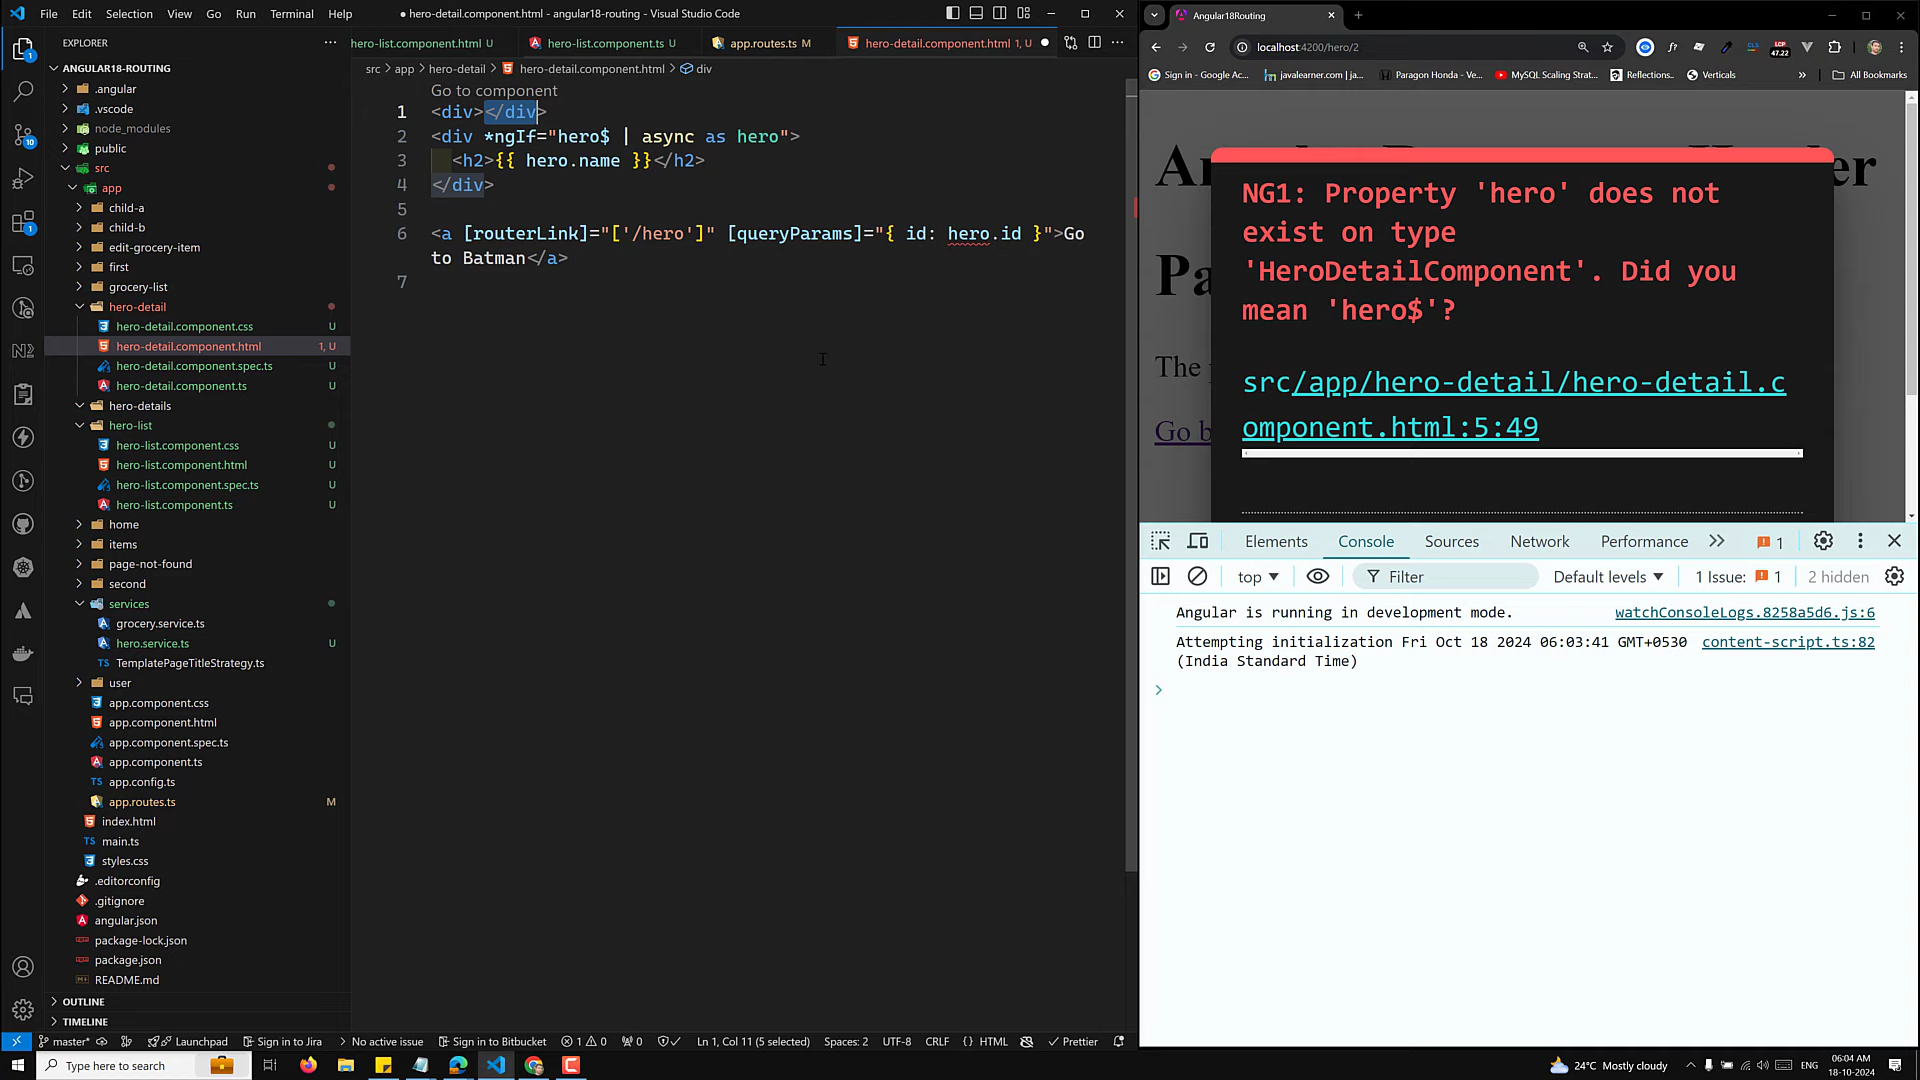 File Edit Selection View Go Run Terminal Help
hero-detail.component.html - angular18-routing - Visual Studio Code
EXPLORER
ANGULAR18-ROUTING
.angular
.vscode
node_modules
public
src
app
child-a
child-b
edit-grocery-item
first
grocery-list
hero-detail
hero-detail.component.css U
hero-detail.component.html 1, U
hero-detail.component.spec.ts U
hero-detail.component.ts U
hero-details
hero-list
hero-list.component.css U
hero-list.component.html U
hero-list.component.spec.ts U
hero-list.component.ts U
home
items
page-not-found
second
services
grocery.service.ts
hero.service.ts U
TS TemplatePageTitleStrategy.ts
user
app.component.css
app.component.html
app.component.spec.ts
app.component.ts
TS app.config.ts
app.routes.ts M
index.html
TS main.ts
styles.css
.editorconfig
.gitignore
angular.json
package-lock.json
package.json
README.md
OUTLINE
TIMELINE
hero-list.component.html U hero-list.component.ts U app.routes.ts M hero-detail.component.html 1, U
src > app > hero-detail > hero-detail.component.html > div
Go to component
1 <div></div>
2 <div *ngIf="hero$ | async as hero">
3 <h2>{{ hero.name }}</h2>
4 </div>
5
6 <a [routerLink]="['/hero']" [queryParams]="{ id: hero.id }">Go
to Batman</a>
7
master* Launchpad Sign in to Jira No active issue Sign in to Bitbucket 1 0 0 Ln 1, Col 11 (5 selected) Spaces: 2 UTF-8 CRLF {} HTML Prettier
Angular18Routing
localhost:4200/hero/2
Sign in - Google Ac... javalearner.com | ja... Paragon Honda - Ve... MySQL Scaling Strat... Reflections.. Verticals All Bookmarks
NG1: Property 'hero' does not
exist on type
'HeroDetailComponent'. Did you
mean 'hero$'?
src/app/hero-detail/hero-detail.c
omponent.html:5:49
The
Go b
Elements Console Sources Network Performance 1
top Filter Default levels 1 Issue: 1 2 hidden
Angular is running in development mode. watchConsoleLogs.8258a5d6.js:6
Attempting initialization Fri Oct 18 2024 06:03:41 GMT+0530 content-script.ts:82
(India Standard Time)
Type here to search
24°C Mostly cloudy ENG 06:04 AM
18-10-2024